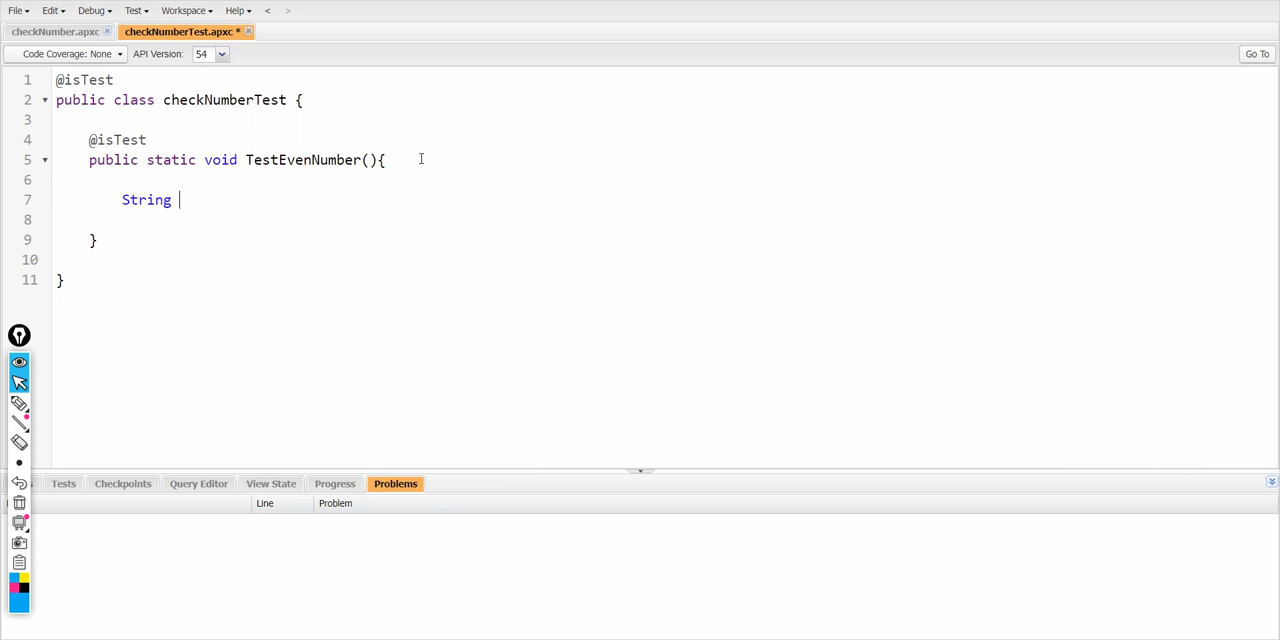 File Edit Debug Test Workspace Help < >
checkNumber.apxc checkNumberTest.apxc *
Code Coverage: None API Version: 54 Go To
1 @isTest
2 public class checkNumberTest {
3
4 @isTest
5 public static void TestEvenNumber(){
6
7 String
8
9 }
10
11 }
Tests Checkpoints Query Editor View State Progress Problems
Line Problem